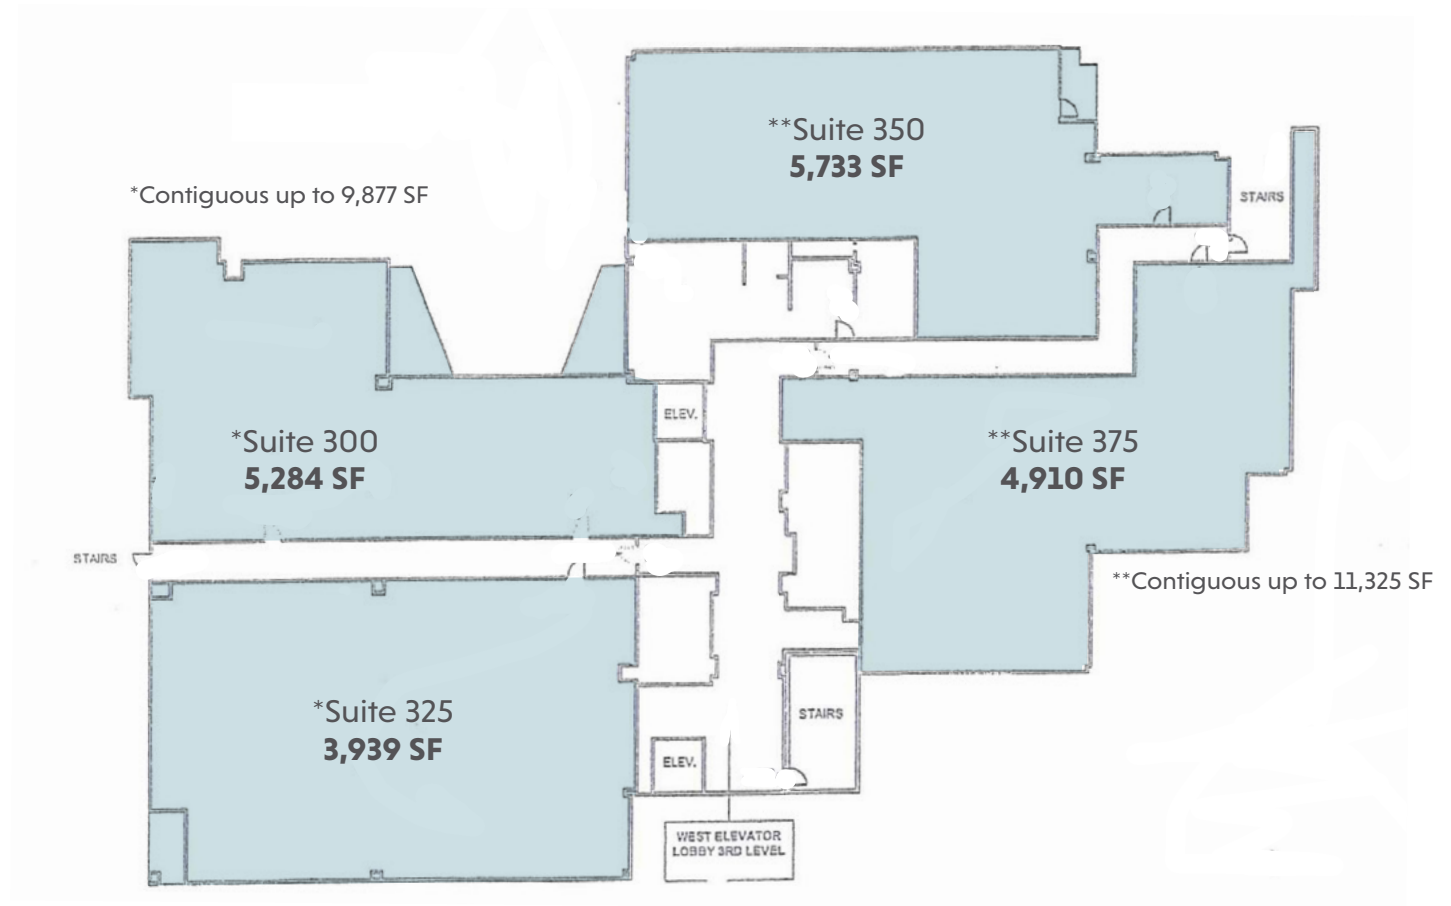 **Suite 350
5,733 SF
*Contiguous up to 9,877 SF
STAIRS
ELEV.
*Suite 300
5,284 SF
**Suite 375
4,910 SF
STAIRS
**Contiguous up to 11,325 SF
*Suite 325
3,939 SF
STAIRS
ELEV.
WEST ELEVATOR
LOBBY 3RD LEVEL